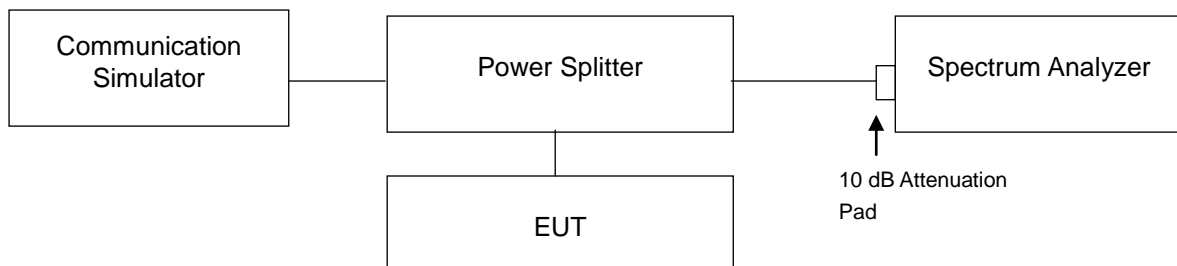 Communication
Simulator
Power Splitter
Spectrum Analyzer
10 dB Attenuation
Pad
EUT